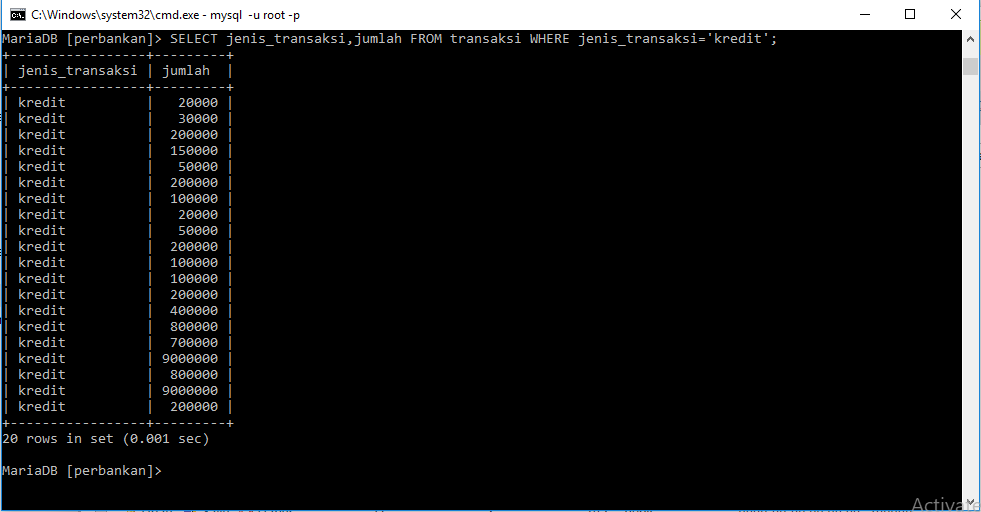 C:\Windows\system32\cmd.exe - mysql -u root -p
MariaDB [perbankan]> SELECT jenis_transaksi,jumlah FROM transaksi WHERE jenis_transaksi='kredit';
+-----------------+---------+
| jenis_transaksi | jumlah  |
+-----------------+---------+
| kredit          |   20000 |
| kredit          |   30000 |
| kredit          |  200000 |
| kredit          |  150000 |
| kredit          |   50000 |
| kredit          |  200000 |
| kredit          |  100000 |
| kredit          |   20000 |
| kredit          |   50000 |
| kredit          |  200000 |
| kredit          |  100000 |
| kredit          |  100000 |
| kredit          |  200000 |
| kredit          |  400000 |
| kredit          |  800000 |
| kredit          |  700000 |
| kredit          | 9000000 |
| kredit          |  800000 |
| kredit          | 9000000 |
| kredit          |  200000 |
+-----------------+---------+
20 rows in set (0.001 sec)
MariaDB [perbankan]>
Activate